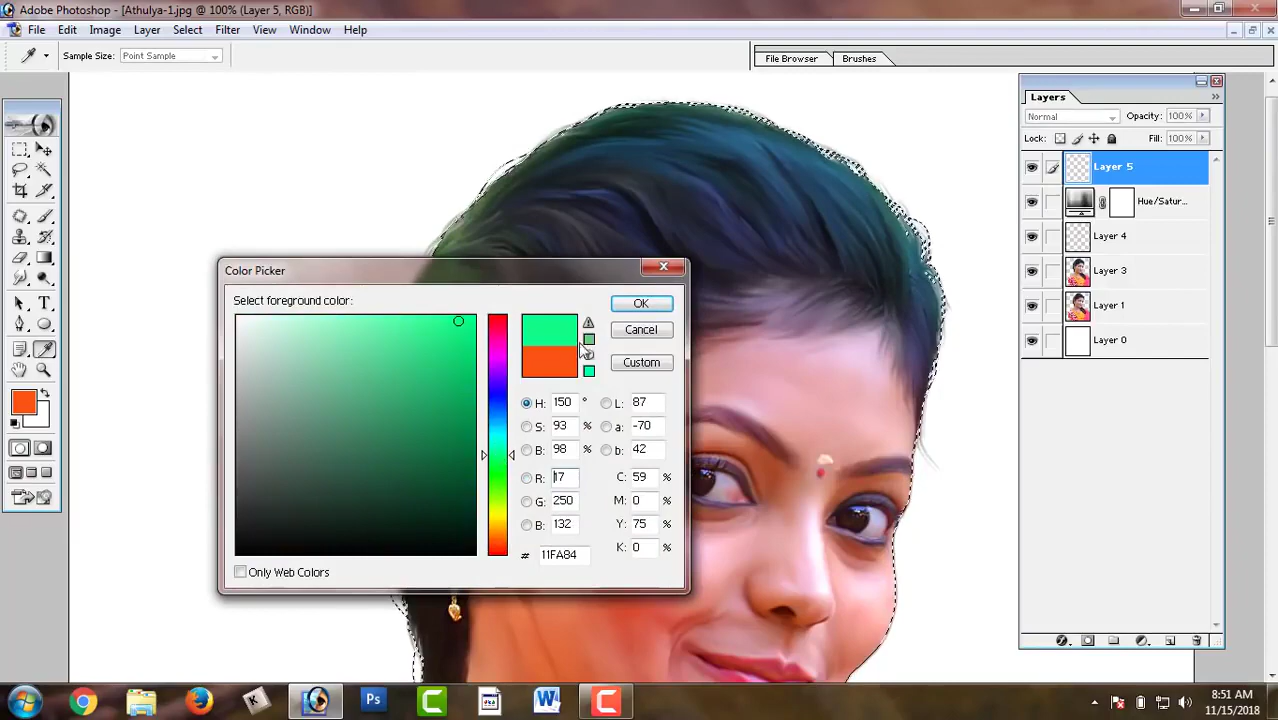 Adobe Photoshop - [Athulya-1.jpg @ 100% (Layer 5, RGB)]
File Edit Image Layer Select Filter View Window Help
Sample Size: Point Sample
File Browser Brushes
Layers
Normal Opacity: 100%
Lock: Fill: 100%
Layer 5
Hue/Satur...
Layer 4
Layer 3
Layer 1
Layer 0
Color Picker
Select foreground color:
OK
Cancel
Custom
H: 150 ° L: 87
S: 93 % a: -70
B: 98 % b: 42
R: 17 C: 59 %
G: 250 M: 0 %
B: 132 Y: 75 %
# 11FA84 K: 0 %
Only Web Colors
8:51 AM
11/15/2018